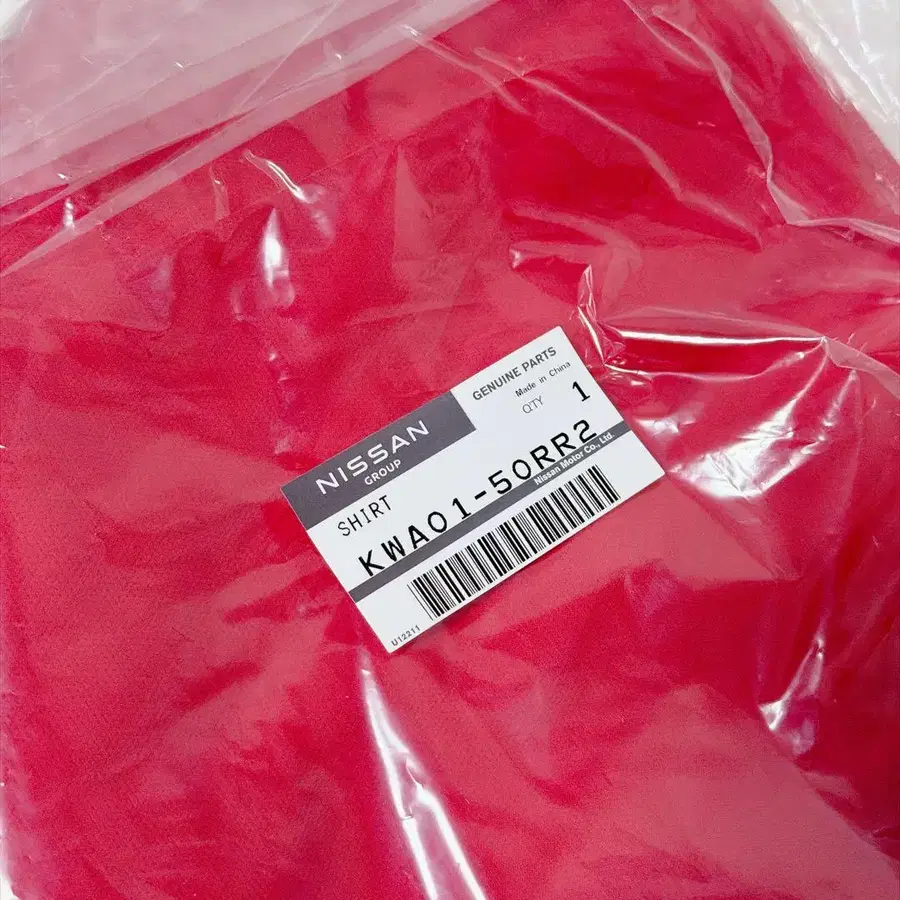 NISSAN
GROUP
GENUINE PARTS
Made in China
QTY 1
SHIRT
KWA01-50RR2
Nissan Motor Co., Ltd.
U12211